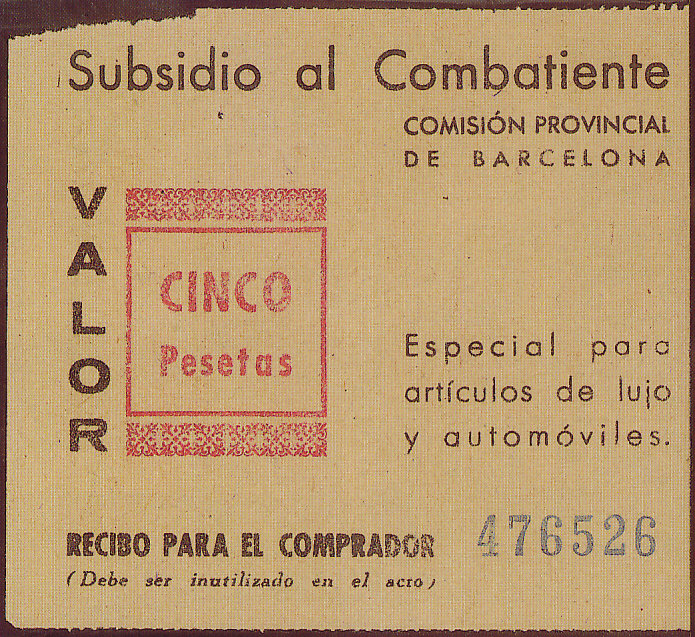 Subsidio al Combatiente
COMISIÓN PROVINCIAL
DE BARCELONA
VALOR
CINCO
Pesetas
Especial para
artículos de lujo
y automóviles.
RECIBO PARA EL COMPRADOR
(Debe ser inutilizado en el acto)
476526